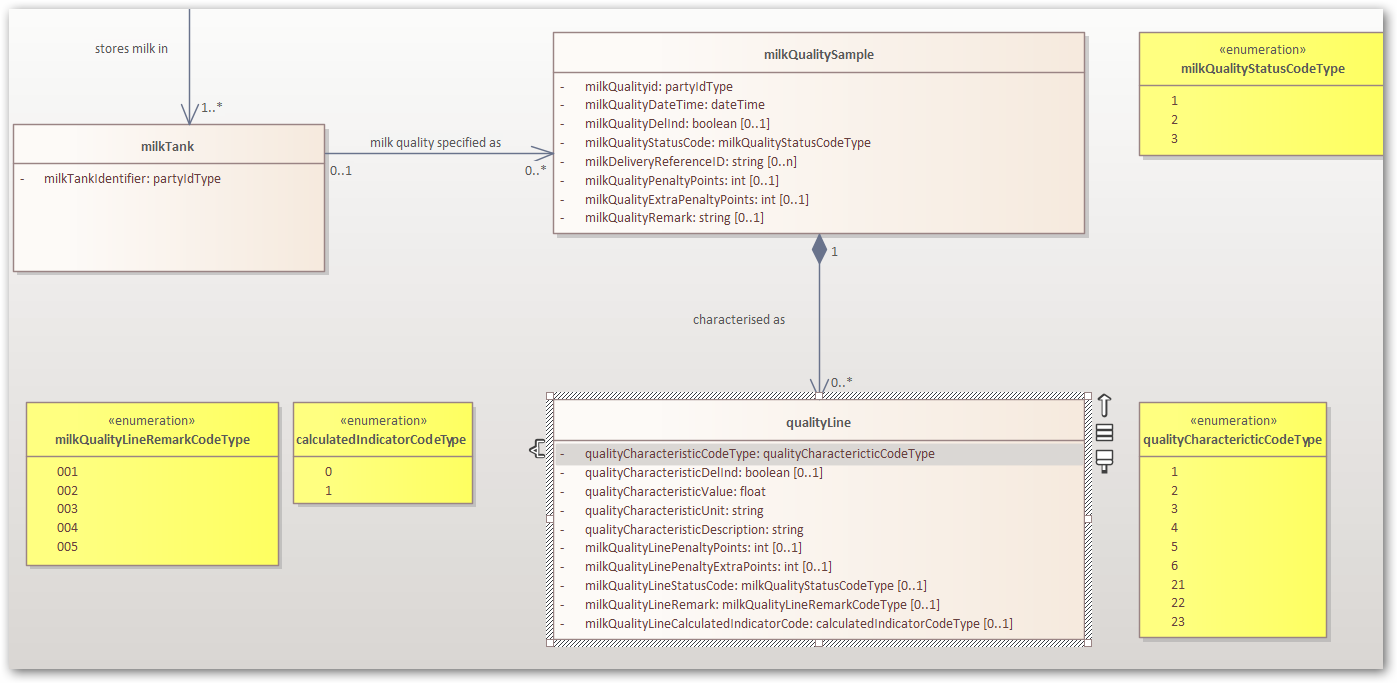 stores milk in
1..*
milkTank
- milkTankIdentifier: partyIdType
milk quality specified as
0..1
0..*
milkQualitySample
- milkQualityid: partyIdType
- milkQualityDateTime: dateTime
- milkQualityDelInd: boolean [0..1]
- milkQualityStatusCode: milkQualityStatusCodeType
- milkDeliveryReferenceID: string [0..n]
- milkQualityPenaltyPoints: int [0..1]
- milkQualityExtraPenaltyPoints: int [0..1]
- milkQualityRemark: string [0..1]
«enumeration»
milkQualityStatusCodeType
1
2
3
1
characterised as
0..*
«enumeration»
milkQualityLineRemarkCodeType
001
002
003
004
005
«enumeration»
calculatedIndicatorCodeType
0
1
qualityLine
- qualityCharacteristicCodeType: qualityCharactericticCodeType
- qualityCharacteristicDelInd: boolean [0..1]
- qualityCharacteristicValue: float
- qualityCharacteristicUnit: string
- qualityCharacteristicDescription: string
- milkQualityLinePenaltyPoints: int [0..1]
- milkQualityLinePenaltyExtraPoints: int [0..1]
- milkQualityLineStatusCode: milkQualityStatusCodeType [0..1]
- milkQualityLineRemark: milkQualityLineRemarkCodeType [0..1]
- milkQualityLineCalculatedIndicatorCode: calculatedIndicatorCodeType [0..1]
«enumeration»
qualityCharactericticCodeType
1
2
3
4
5
6
21
22
23